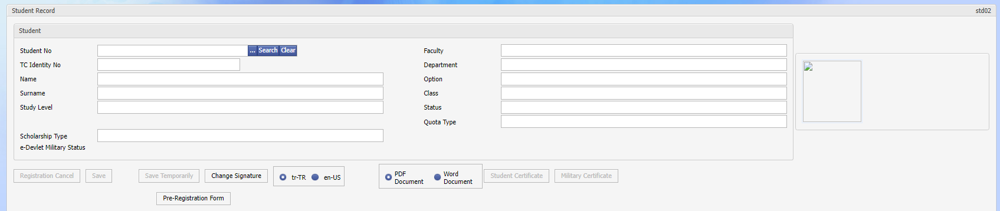 Student Record
std02
Student
Student No
... Search Clear
Faculty
TC Identity No
Department
Name
Option
Surname
Class
Study Level
Status
Quota Type
Scholarship Type
e-Devlet Military Status
Registration Cancel
Save
Save Temporarily
Change Signature
tr-TR
en-US
PDF
Document
Word
Document
Student Certificate
Military Certificate
Pre-Registration Form